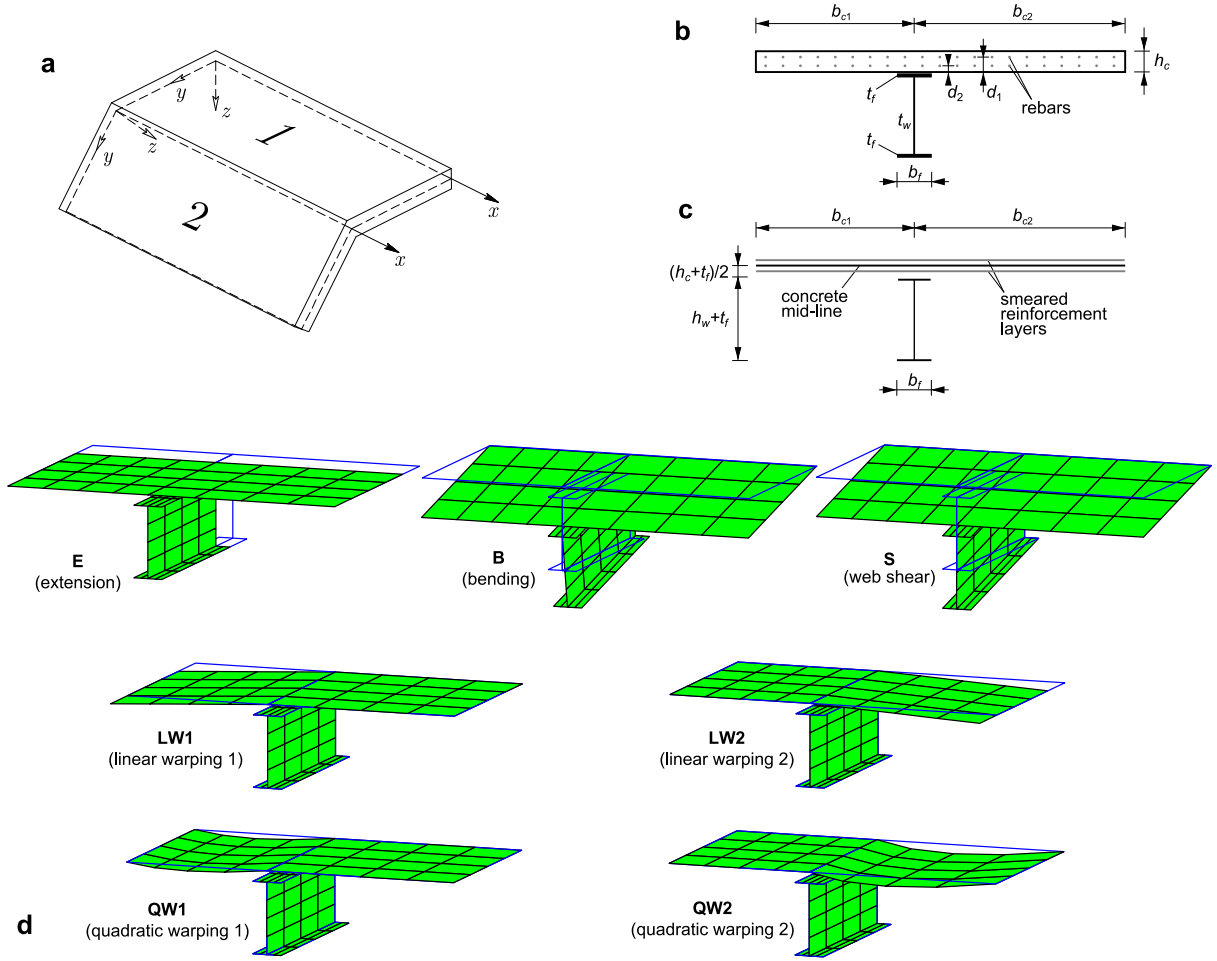 a
y
z
1
y
z
2
x
x
b
b_c1
b_c2
h_c
t_f
d_2
d_1
rebars
t_w
t_f
b_f
c
b_c1
b_c2
(h_c+t_f)/2
concrete
mid-line
smeared
reinforcement
layers
h_w+t_f
b_f
E
(extension)
B
(bending)
S
(web shear)
LW1
(linear warping 1)
LW2
(linear warping 2)
QW1
(quadratic warping 1)
QW2
(quadratic warping 2)
d